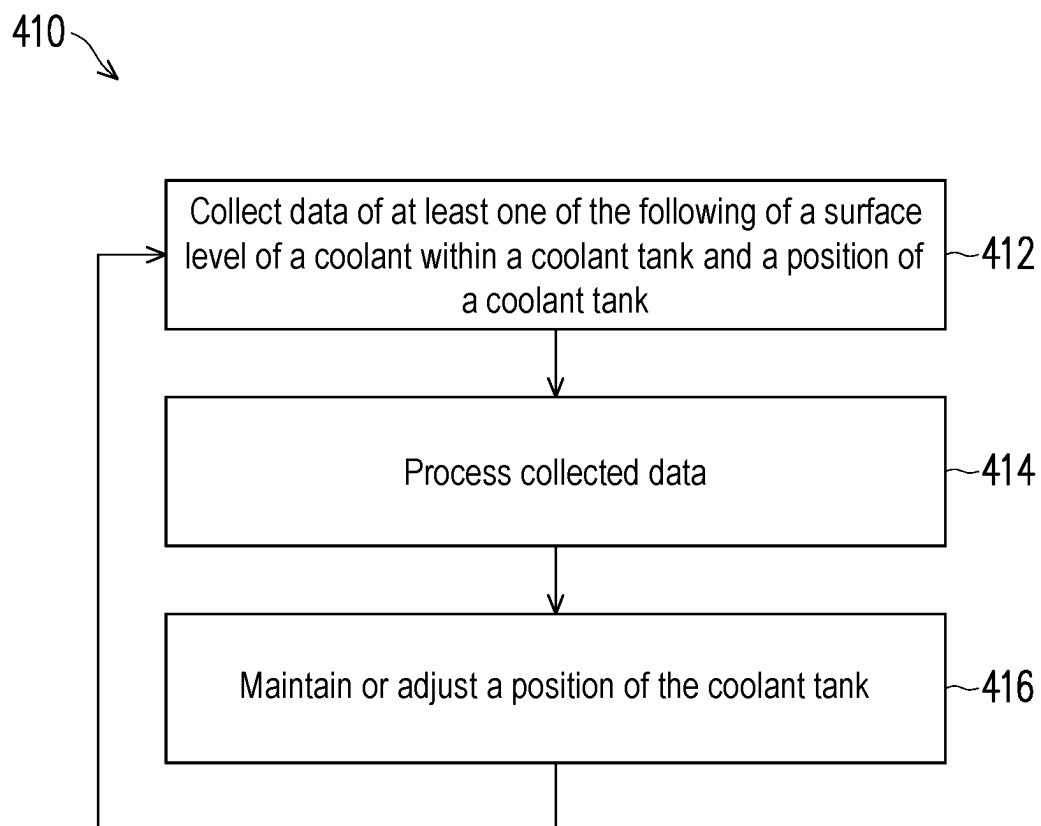 410
Collect data of at least one of the following of a surface
level of a coolant within a coolant tank and a position of
a coolant tank
412
Process collected data
414
Maintain or adjust a position of the coolant tank
416